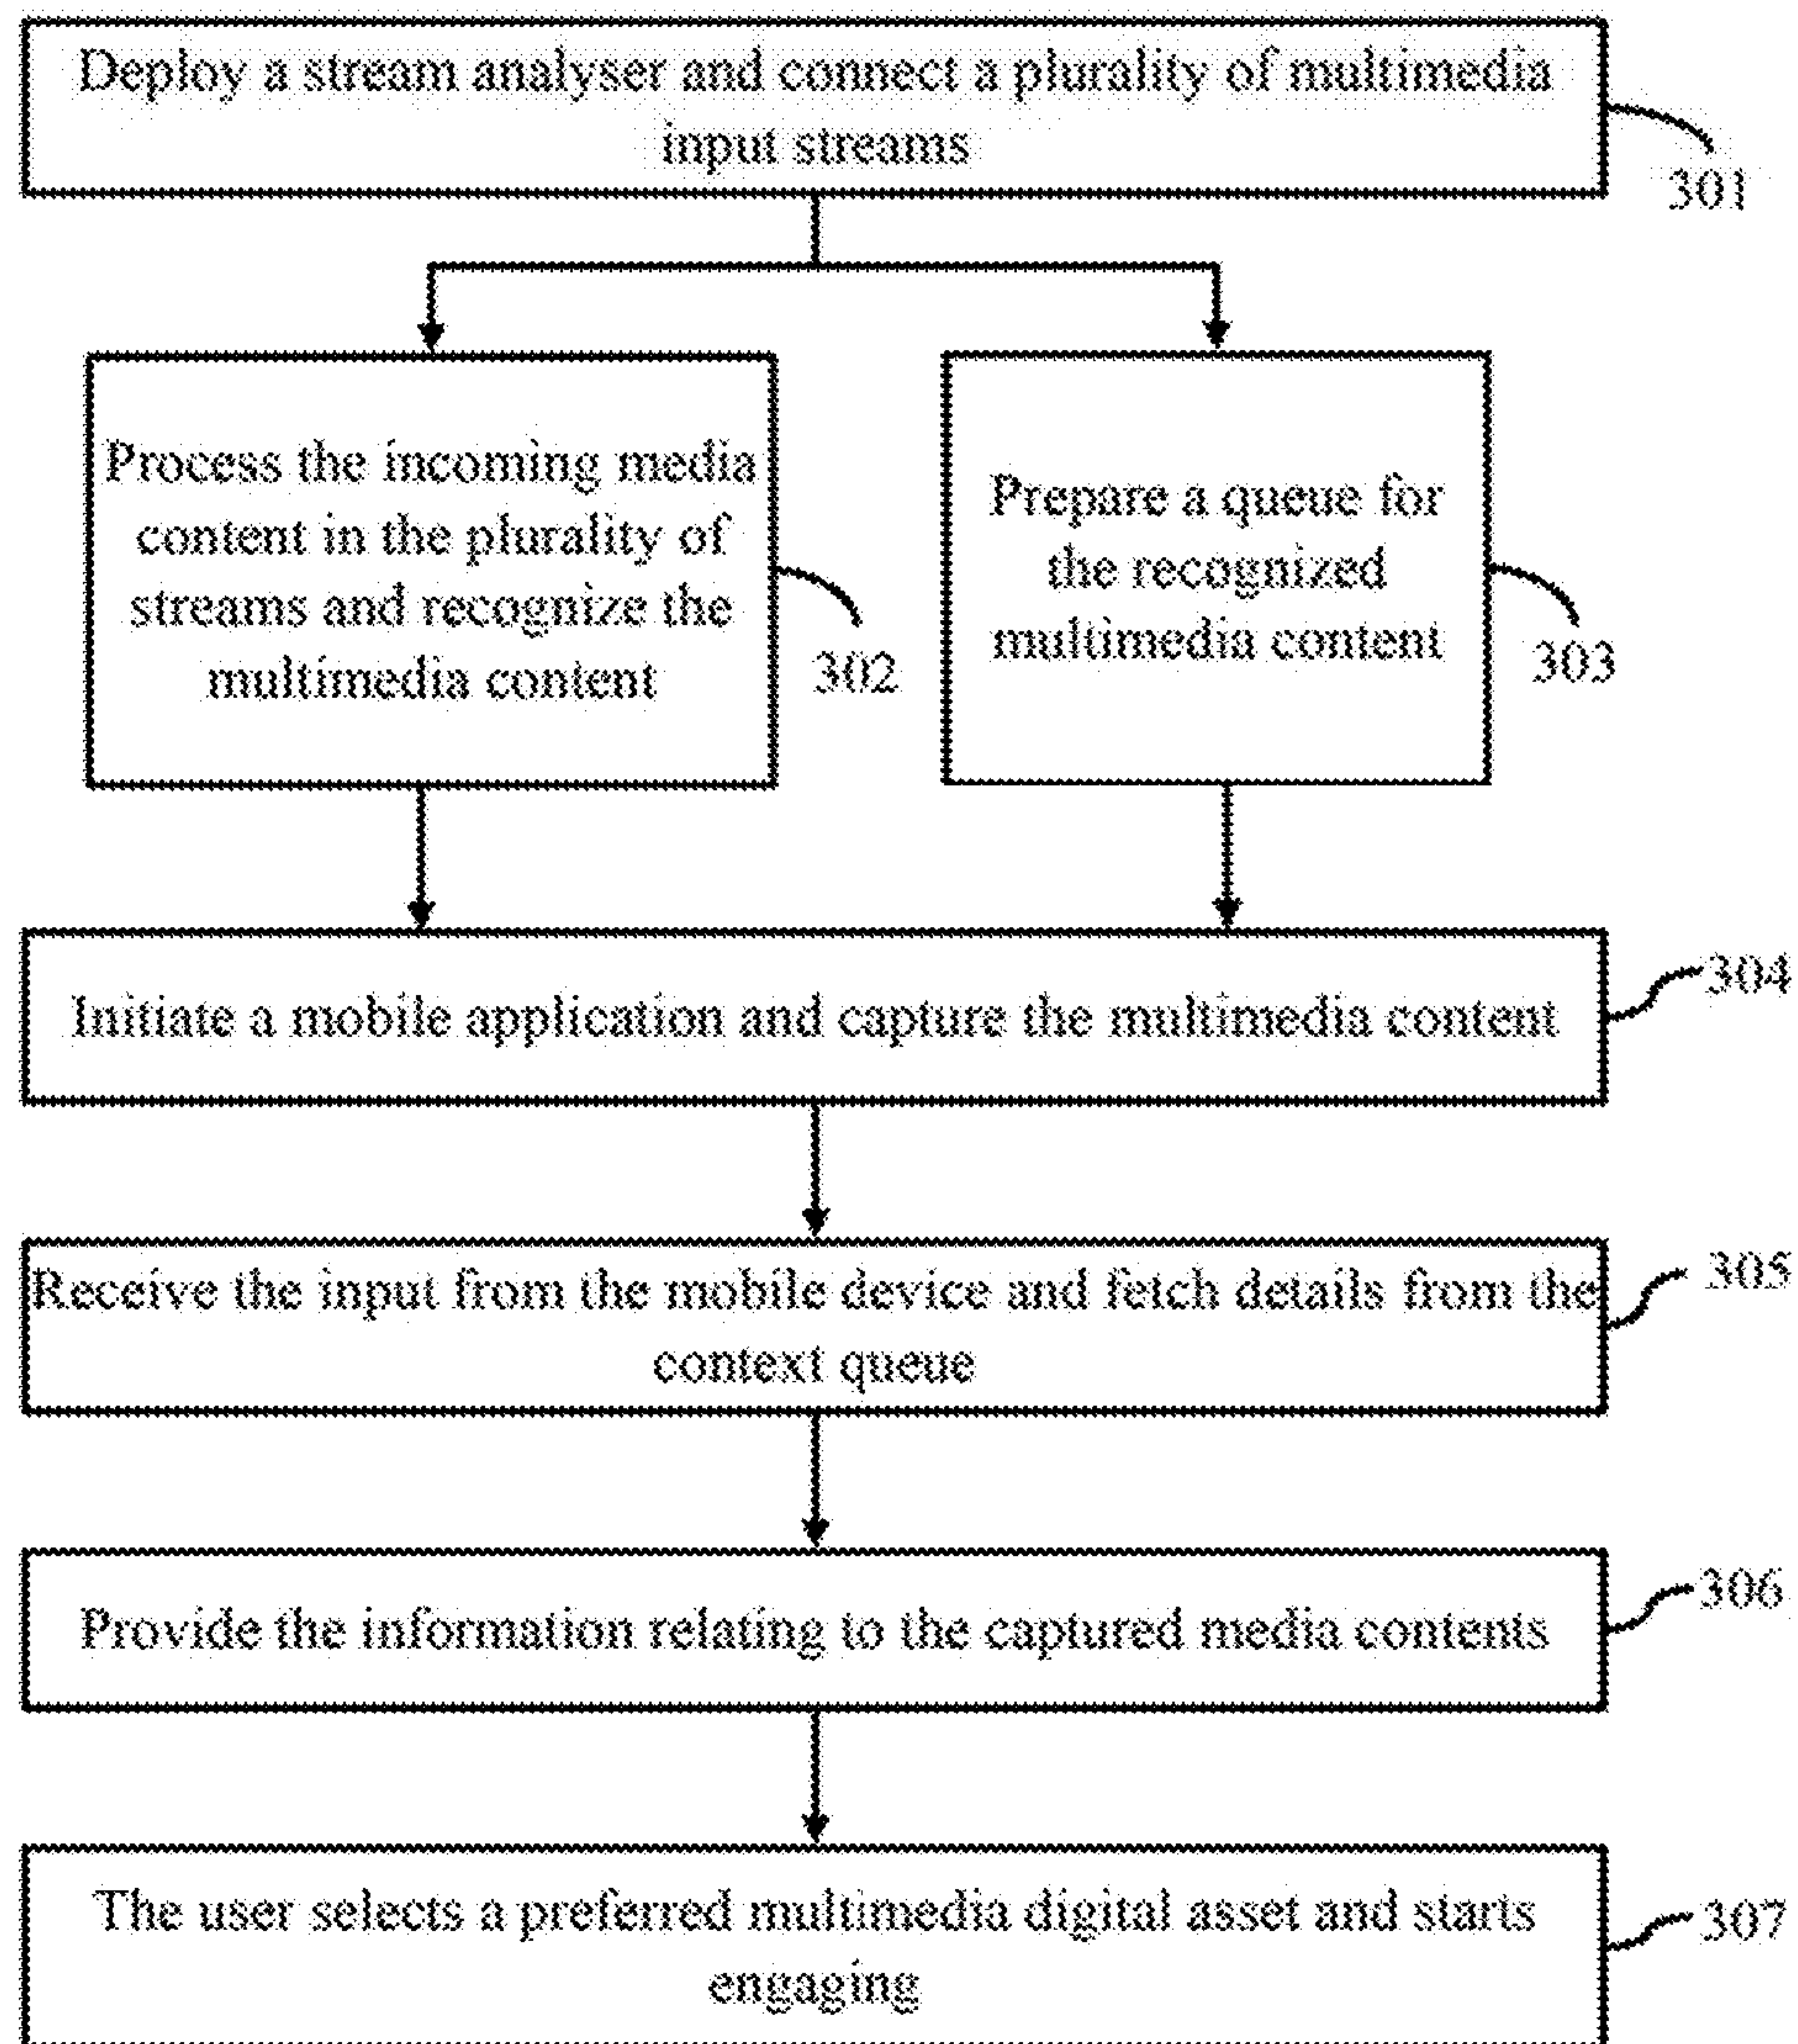 Deploy a stream analyser and connect a plurality of multimedia
input streams
301
Process the incoming media
content in the plurality of
streams and recognize the
multimedia content
302
Prepare a queue for
the recognized
multimedia content
303
Initiate a mobile application and capture the multimedia content
304
Receive the input from the mobile device and fetch details from the
context queue
305
Provide the information relating to the captured media contents
306
The user selects a preferred multimedia digital asset and starts
engaging
307